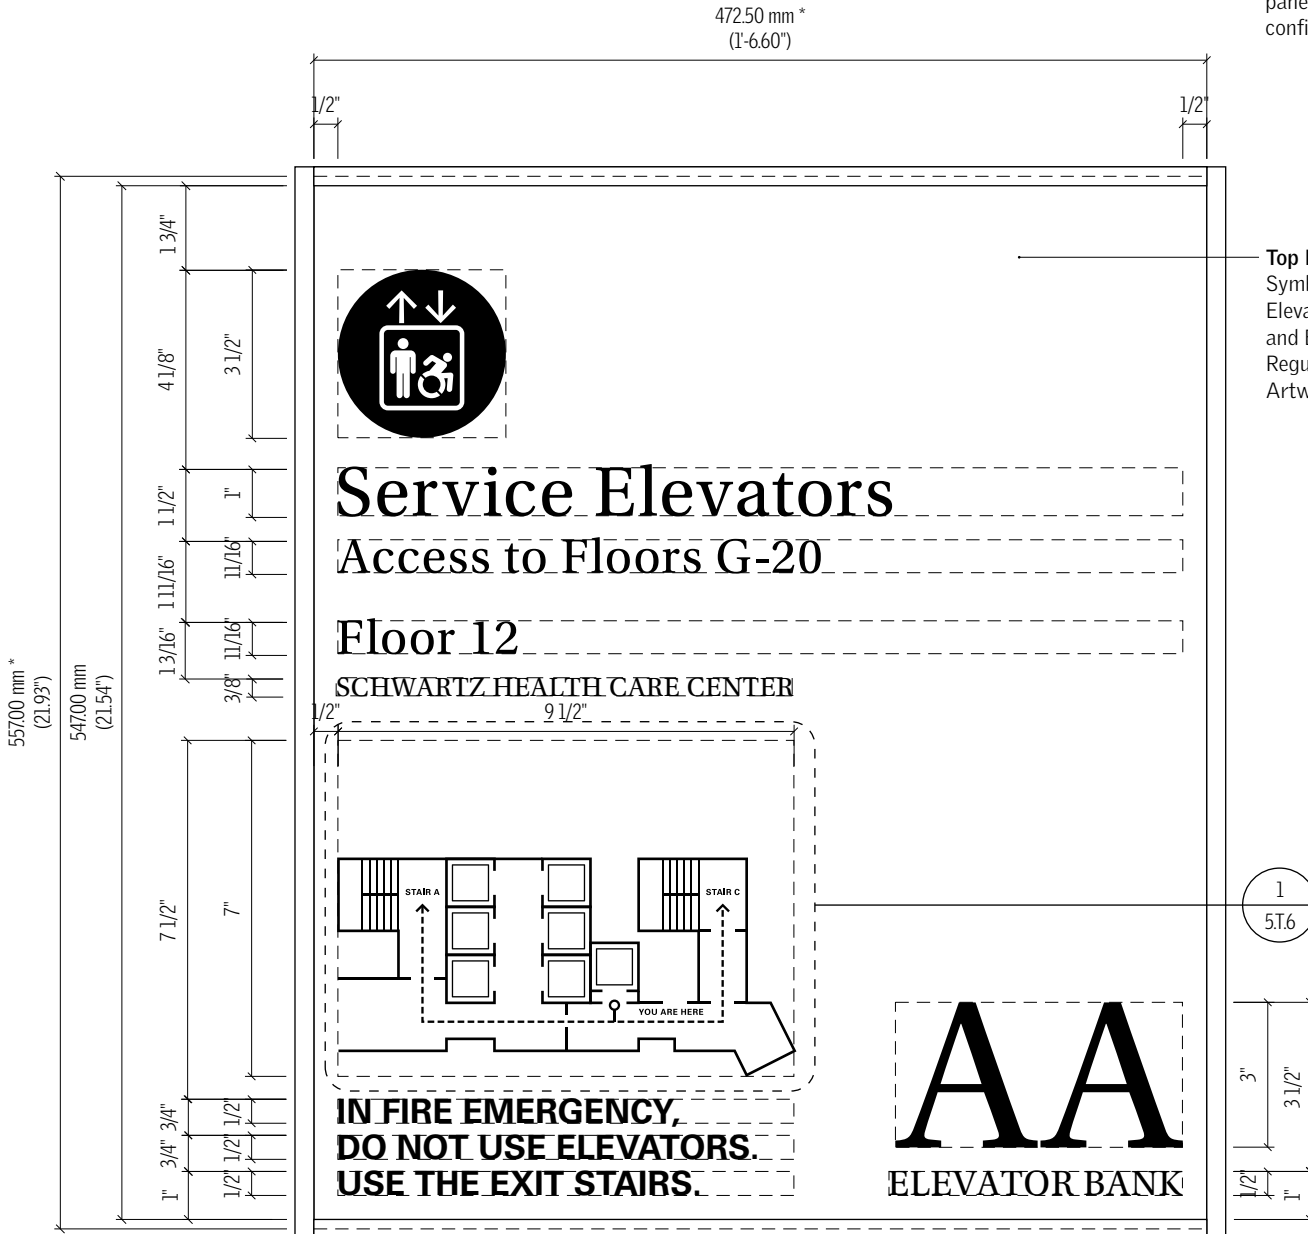 472.50 mm *
(1'-6.60")
pane
confi
1/2"
1/2"
Top
Symb
Eleva
and
Regu
Artw
1 3/4"
4 1/8"
3 1/2"
1 1/2"
1"
1 11/16"
11/16"
1 3/16"
11/16"
3/8"
557.00 mm *
(21.93")
547.00 mm
(21.54")
Service Elevators
Access to Floors G-20
Floor 12
SCHWARTZ HEALTH CARE CENTER
1/2"
9 1/2"
7 1/2"
7"
STAIR A
STAIR C
YOU ARE HERE
1
5.T.6
AA
ELEVATOR BANK
3"
3 1/2"
1/2"
1"
IN FIRE EMERGENCY,
DO NOT USE ELEVATORS.
USE THE EXIT STAIRS.
3/4"
1/2"
3/4"
1/2"
1"
1/2"